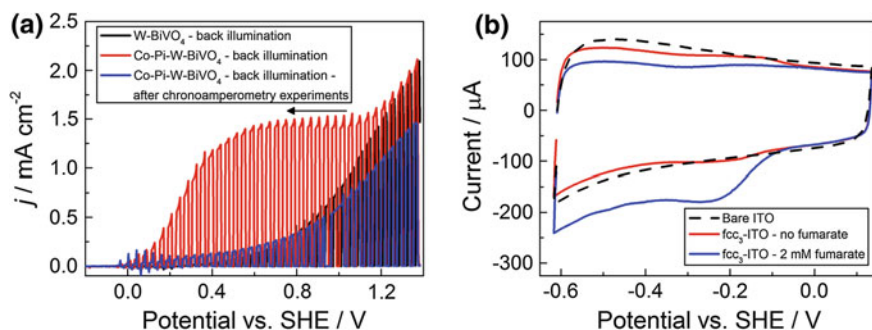 (a)
W-BiVO₄ - back illumination
Co-Pi-W-BiVO₄ - back illumination
Co-Pi-W-BiVO₄ - back illumination -
after chronoamperometry experiments
2.5
2.0
1.5
1.0
0.5
0.0
j / mA cm⁻²
0.0 0.4 0.8 1.2
Potential vs. SHE / V
(b)
100
0
-100
-200
-300
Current / μA
Bare ITO
fcc₃-ITO - no fumarate
fcc₃-ITO - 2 mM fumarate
-0.6 -0.4 -0.2 0.0
Potential vs. SHE / V